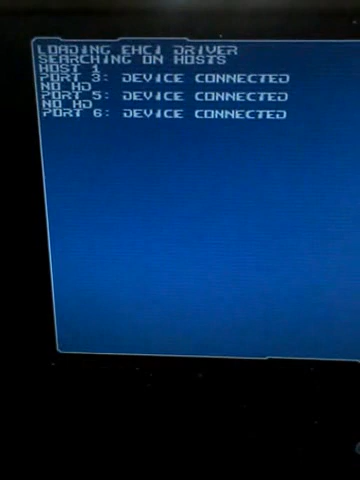 LOADING EHCI DRIVER
SEARCHING ON HOSTS
HOST 1
PORT 3: DEVICE CONNECTED
NO HD
PORT 5: DEVICE CONNECTED
NO HD
PORT 6: DEVICE CONNECTED